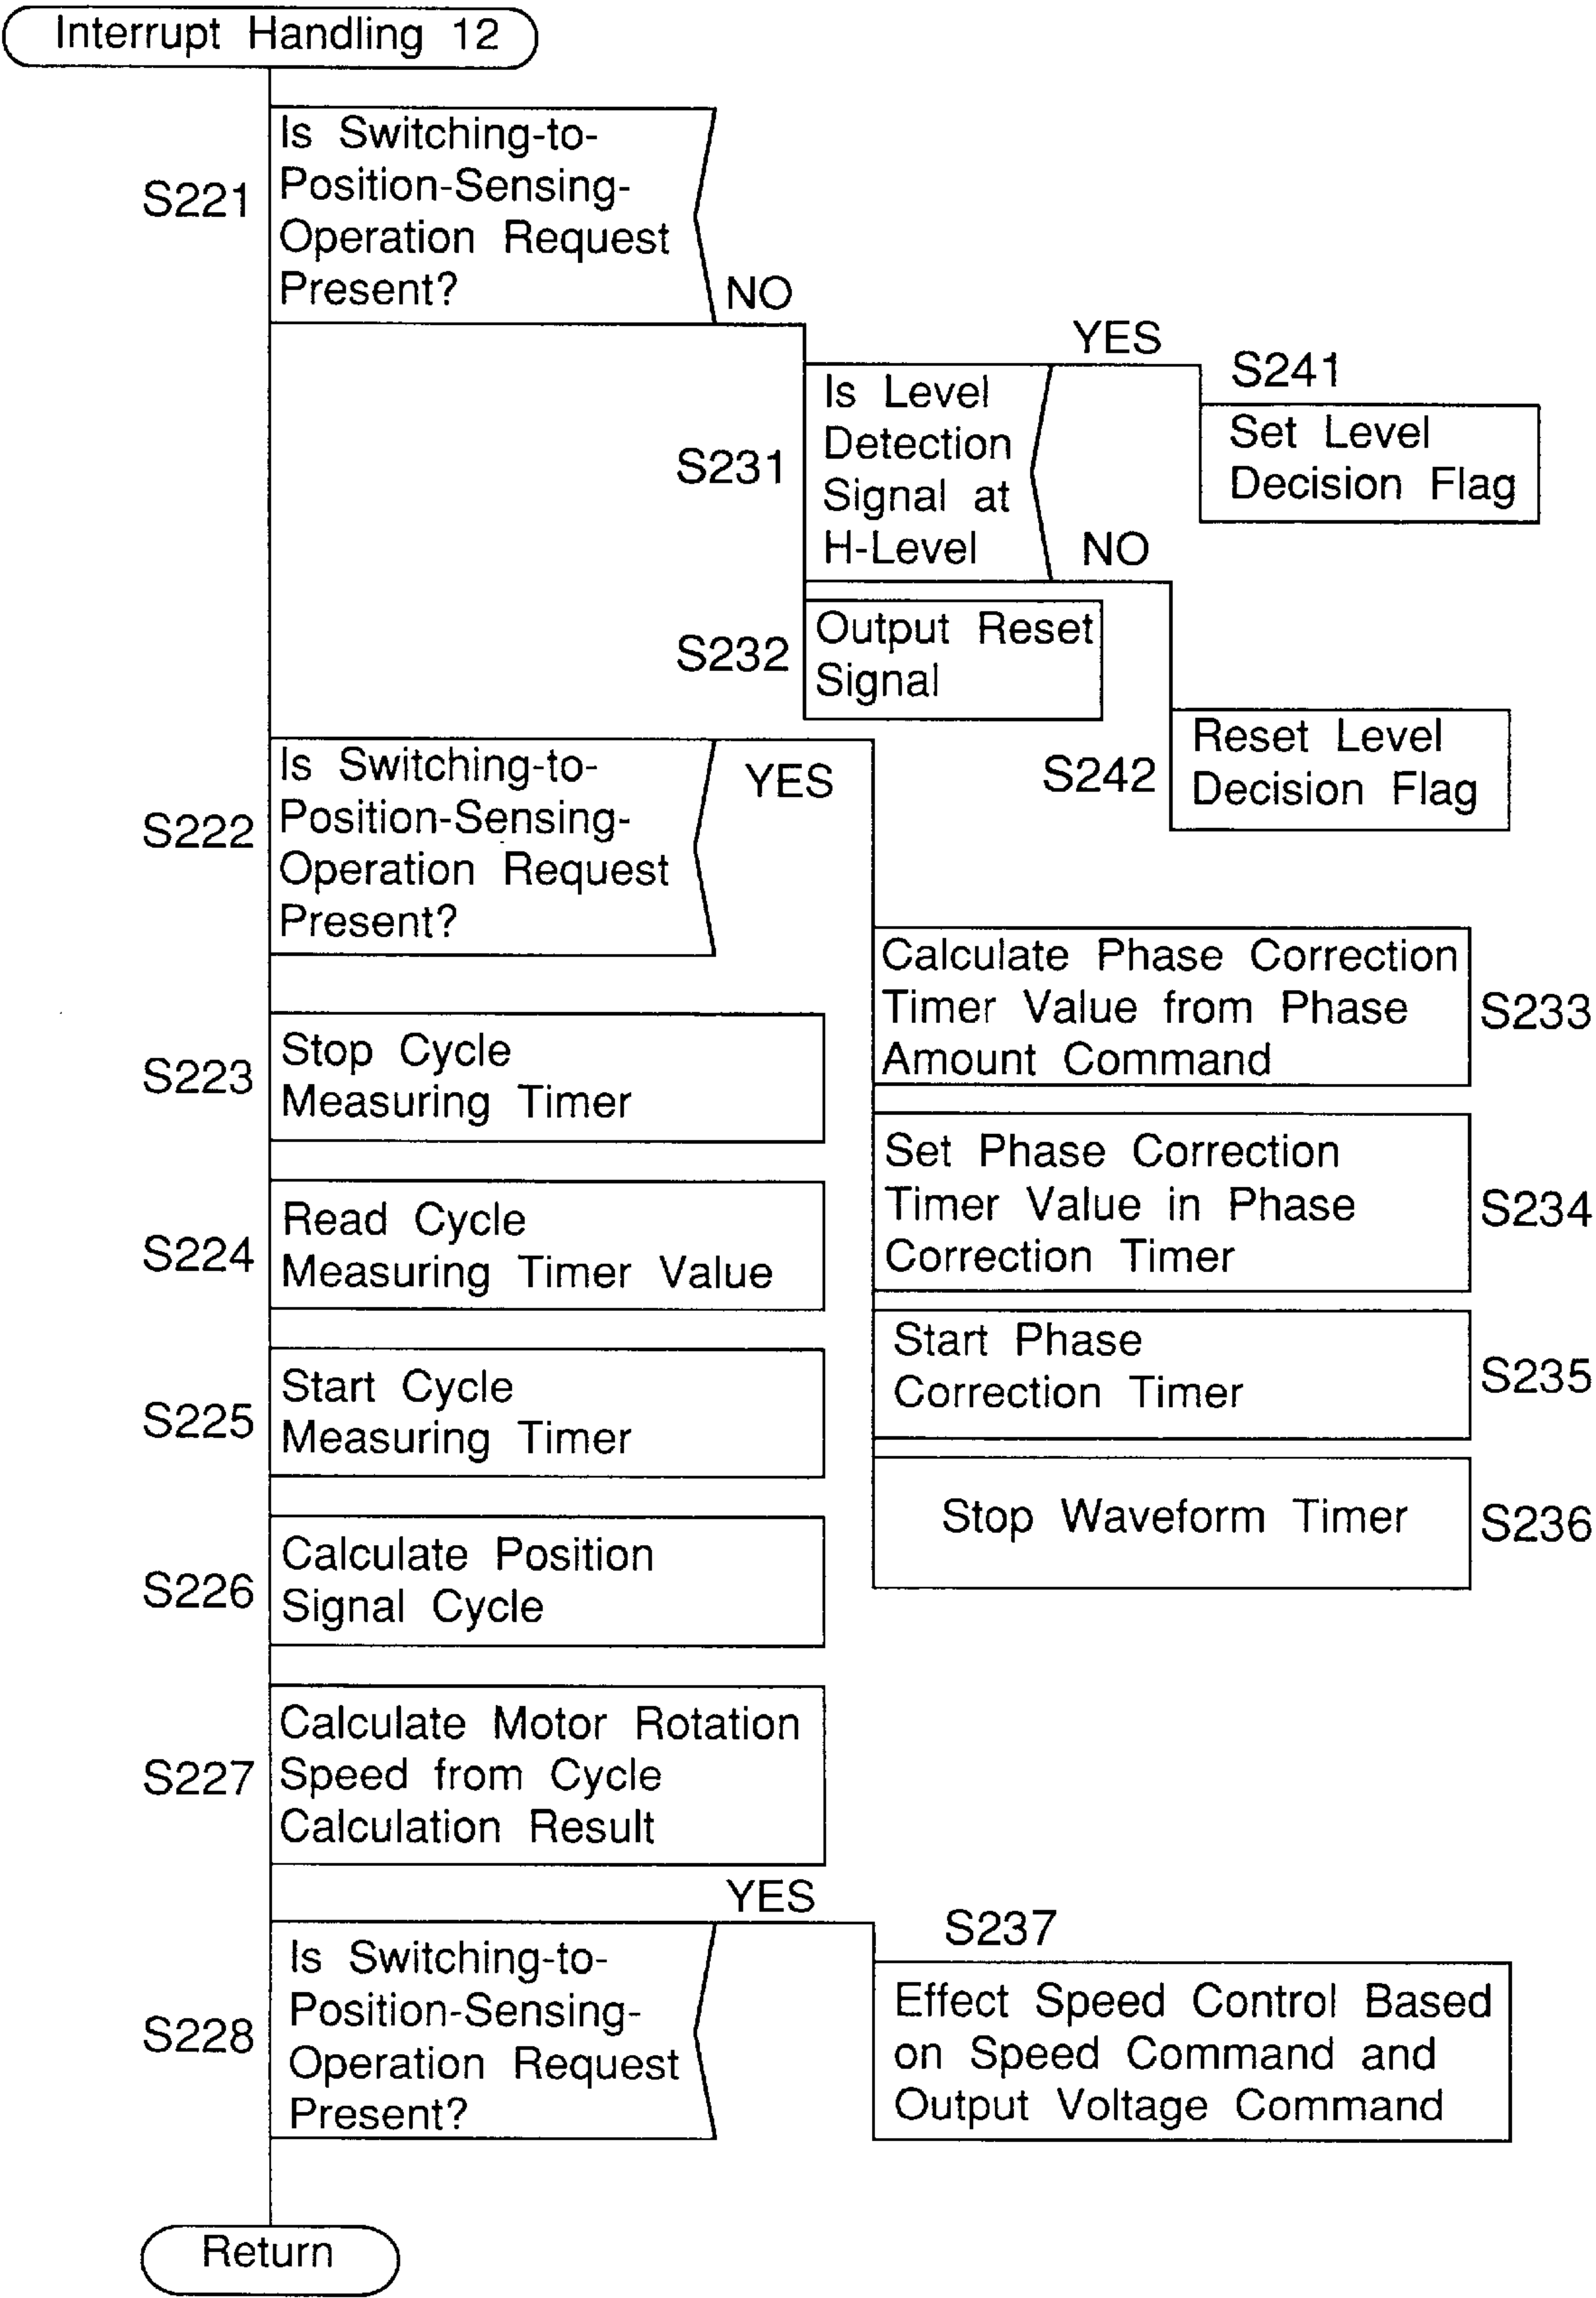 Interrupt Handling 12
S221
Is Switching-to-
Position-Sensing-
Operation Request
Present?
NO
YES
S231
Is Level
Detection
Signal at
H-Level
S241
Set Level
Decision Flag
NO
S232
Output Reset
Signal
S242
Reset Level
Decision Flag
S222
Is Switching-to-
Position-Sensing-
Operation Request
Present?
YES
Calculate Phase Correction
Timer Value from Phase
Amount Command
S233
S223
Stop Cycle
Measuring Timer
Set Phase Correction
Timer Value in Phase
Correction Timer
S234
S224
Read Cycle
Measuring Timer Value
Start Phase
Correction Timer
S235
S225
Start Cycle
Measuring Timer
Stop Waveform Timer
S236
S226
Calculate Position
Signal Cycle
S227
Calculate Motor Rotation
Speed from Cycle
Calculation Result
YES
S228
Is Switching-to-
Position-Sensing-
Operation Request
Present?
S237
Effect Speed Control Based
on Speed Command and
Output Voltage Command
Return